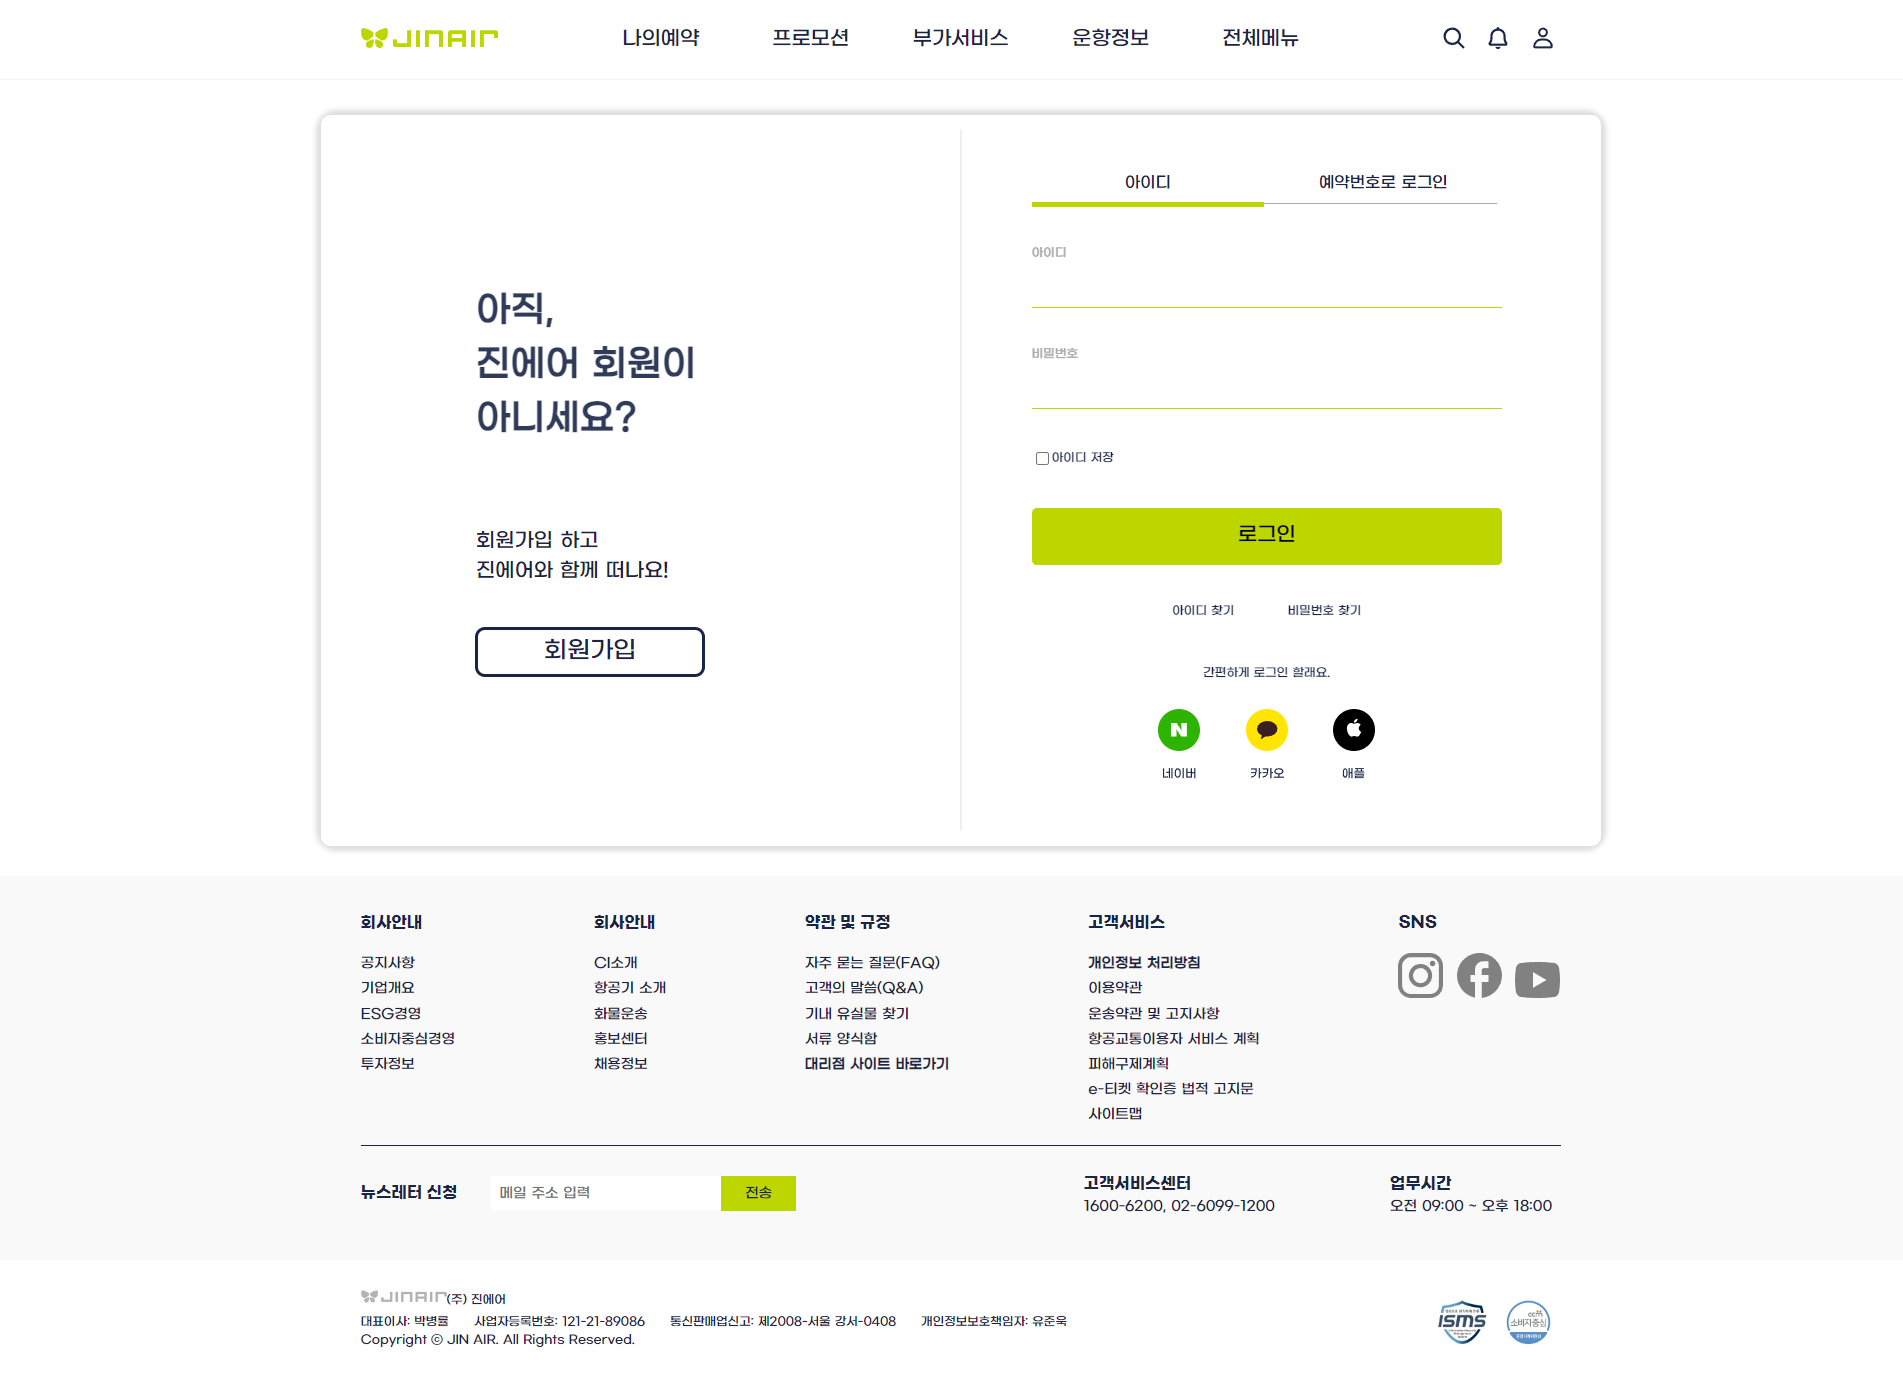 JINAIR
나의예약
프로모션
부가서비스
운항정보
전체메뉴
아직,
진에어 회원이
아니세요?
회원가입 하고
진에어와 함께 떠나요!
회원가입
아이디
예약번호로 로그인
아이디
비밀번호
아이디 저장
로그인
아이디 찾기
비밀번호 찾기
간편하게 로그인 할래요.
네이버
카카오
애플
회사안내
공지사항
기업개요
ESG경영
소비자중심경영
투자정보
회사안내
CI소개
항공기 소개
화물운송
홍보센터
채용정보
약관 및 규정
자주 묻는 질문(FAQ)
고객의 말씀(Q&A)
기내 유실물 찾기
서류 양식함
대리점 사이트 바로가기
고객서비스
개인정보 처리방침
이용약관
운송약관 및 고지사항
항공교통이용자 서비스 계획
피해구제계획
e-티켓 확인증 법적 고지문
사이트맵
SNS
뉴스레터 신청
메일 주소 입력
전송
고객서비스센터
1600-6200, 02-6099-1200
업무시간
오전 09:00 ~ 오후 18:00
JINAIR(주) 진에어
대표이사: 박병률 사업자등록번호: 121-21-89086 통신판매업신고: 제2008-서울 강서-0408 개인정보보호책임자: 유준욱
Copyright ⓒ JIN AIR. All Rights Reserved.
ISMS
소비자중심